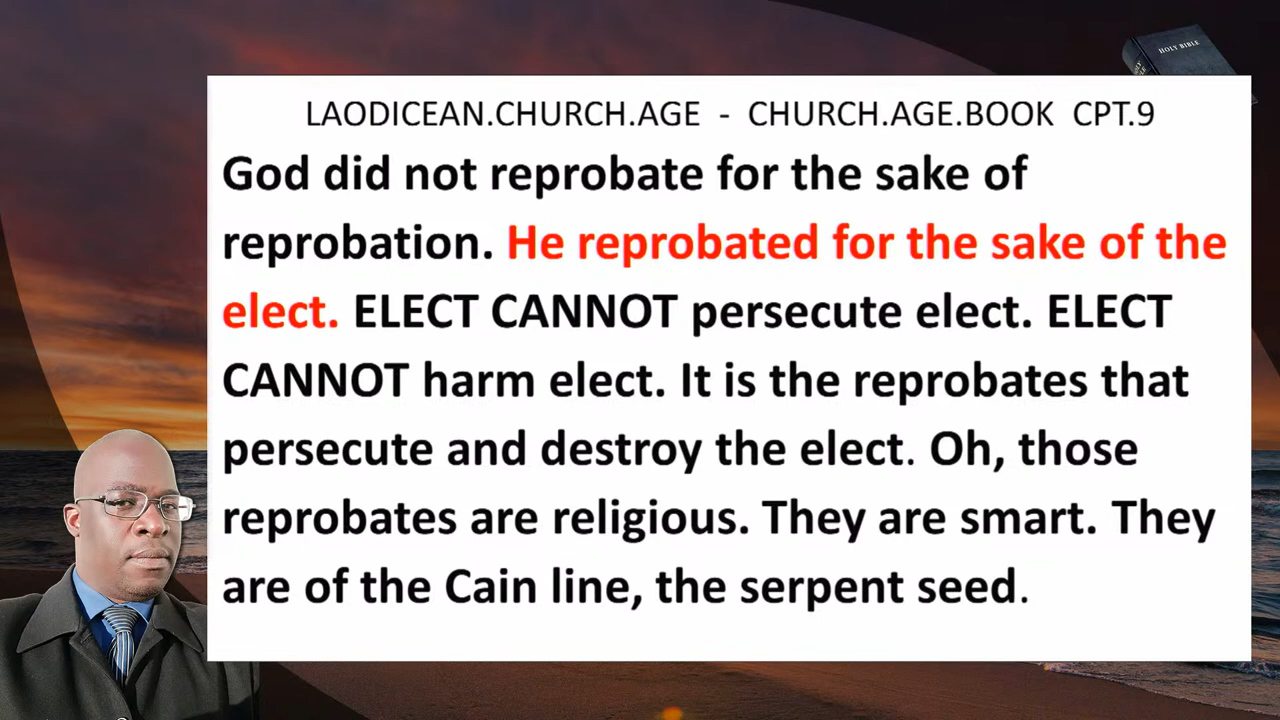 HOLY BIBLE
LAODICEAN.CHURCH.AGE - CHURCH.AGE.BOOK CPT.9
God did not reprobate for the sake of
reprobation. He reprobated for the sake of the
elect. ELECT CANNOT persecute elect. ELECT
CANNOT harm elect. It is the reprobates that
persecute and destroy the elect. Oh, those
reprobates are religious. They are smart. They
are of the Cain line, the serpent seed.